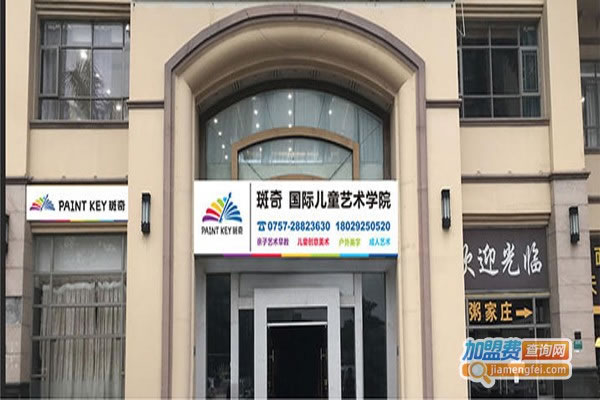 PAINT KEY 斑奇
斑奇 国际儿童艺术学院
PAINT KEY 斑奇
☎0757-28823630 18029250520
亲子艺术早教 儿童创意美术 户外美学 成人艺术
欢迎光临
粥家庄→
加盟费查询网
jiamengfei.com